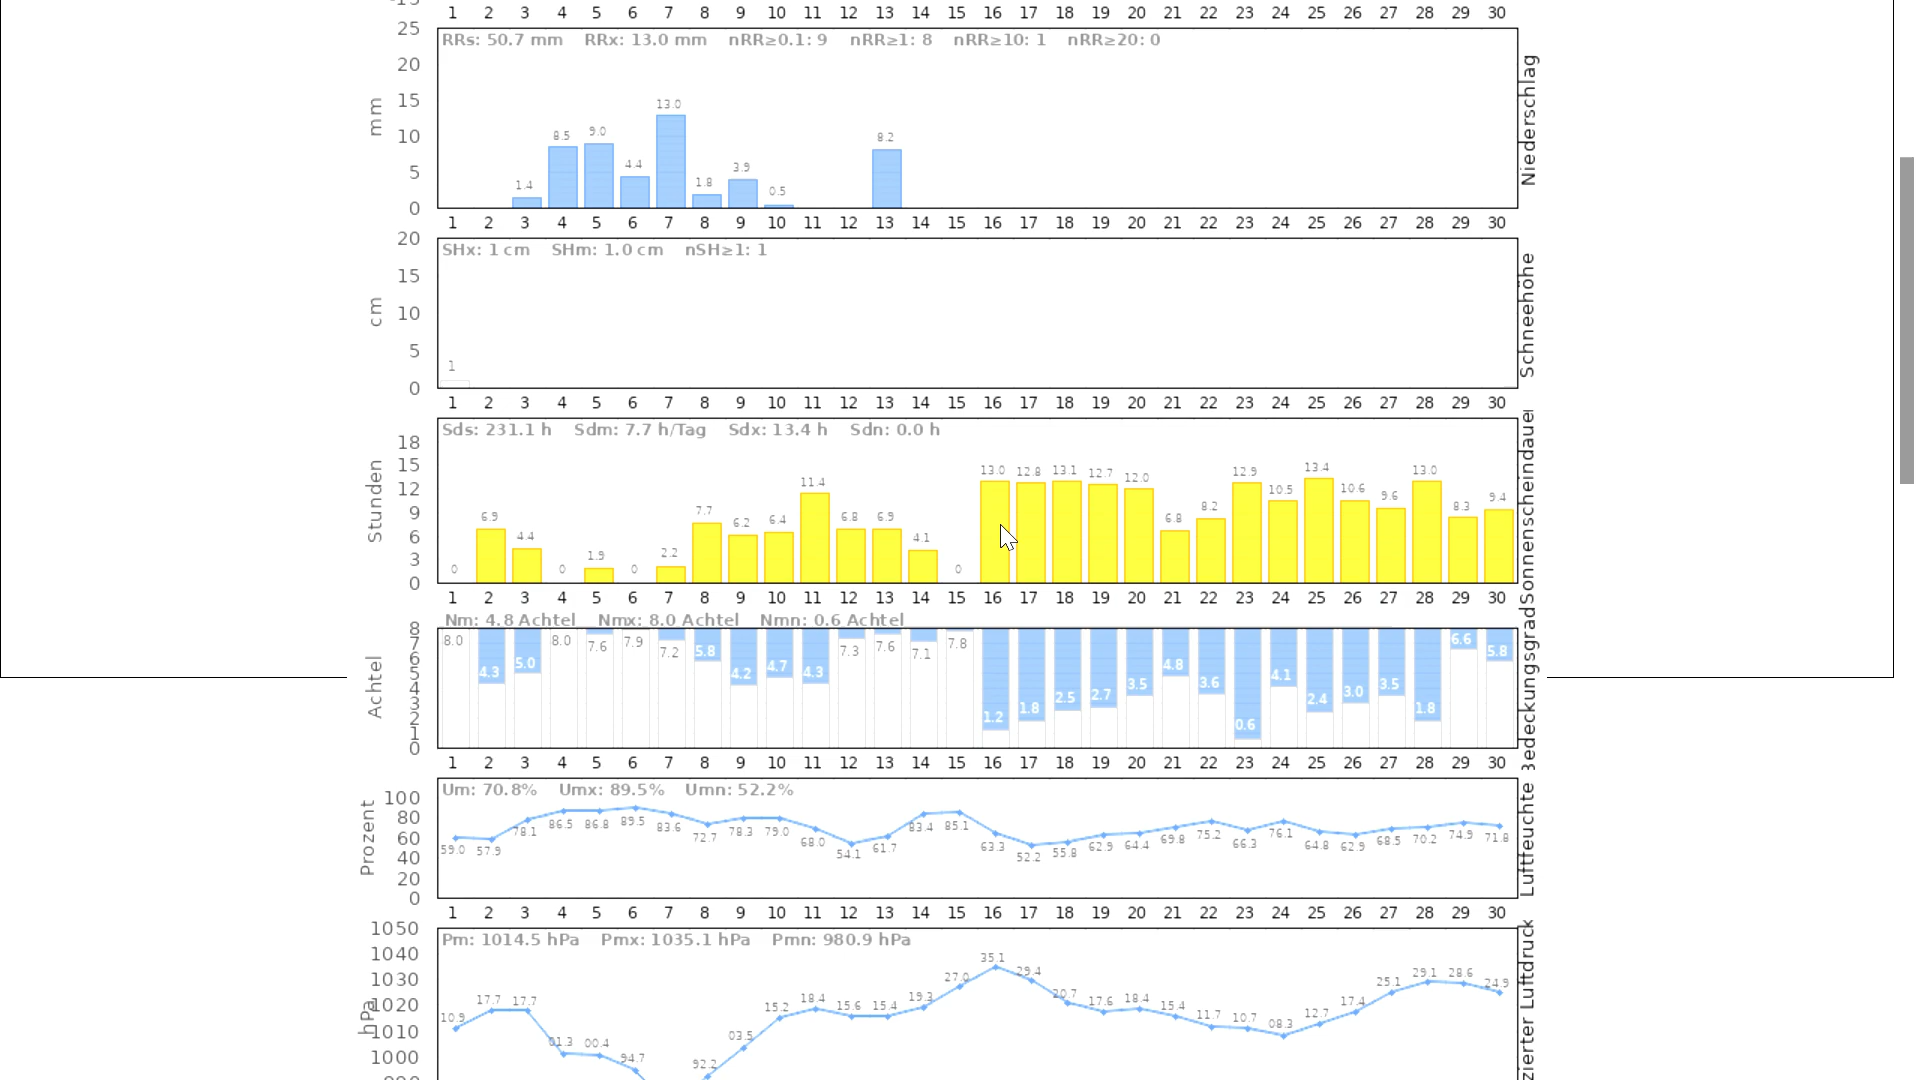 1 2 3 4 5 6 7 8 9 10 11 12 13 14 15 16 17 18 19 20 21 22 23 24 25 26 27 28 29 30
25
RRs: 50.7 mm RRx: 13.0 mm nRR≥0.1: 9 nRR≥1: 8 nRR≥10: 1 nRR≥20: 0
20
15
10
5
0
mm
1.4 8.5 9.0 4.4 13.0 1.8 3.9 0.5 8.2
Niederschlag
1 2 3 4 5 6 7 8 9 10 11 12 13 14 15 16 17 18 19 20 21 22 23 24 25 26 27 28 29 30
20
SHx: 1 cm SHm: 1.0 cm nSH≥1: 1
15
10
5
0
cm
1
Schneehöhe
1 2 3 4 5 6 7 8 9 10 11 12 13 14 15 16 17 18 19 20 21 22 23 24 25 26 27 28 29 30
Sds: 231.1 h Sdm: 7.7 h/Tag Sdx: 13.4 h Sdn: 0.0 h
18
15
12
9
6
3
0
Stunden
0 6.9 4.4 0 1.9 0 2.2 7.7 6.2 6.4 11.4 6.8 6.9 4.1 0 13.0 12.8 13.1 12.7 12.0 6.8 8.2 12.9 10.5 13.4 10.6 9.6 13.0 8.3 9.4
Sonnenscheindauer
1 2 3 4 5 6 7 8 9 10 11 12 13 14 15 16 17 18 19 20 21 22 23 24 25 26 27 28 29 30
Nm: 4.8 Achtel Nmx: 8.0 Achtel Nmn: 0.6 Achtel
8
7
6
5
4
3
2
1
0
Achtel
8.0 4.3 5.0 8.0 7.6 7.9 7.2 5.8 4.2 4.7 4.3 7.3 7.6 7.1 7.8 1.2 1.8 2.5 2.7 3.5 4.8 3.6 0.6 4.1 2.4 3.0 3.5 1.8 6.6 5.8
Bedeckungsgrad
1 2 3 4 5 6 7 8 9 10 11 12 13 14 15 16 17 18 19 20 21 22 23 24 25 26 27 28 29 30
Um: 70.8% Umx: 89.5% Umn: 52.2%
100
80
60
40
20
0
Prozent
59.0 57.9 78.1 86.5 86.8 89.5 83.6 72.7 78.3 79.0 68.0 54.1 61.7 83.4 85.1 63.3 52.2 55.8 62.9 64.4 69.8 75.2 66.3 76.1 64.8 62.9 68.5 70.2 74.9 71.8
Luftfeuchte
1 2 3 4 5 6 7 8 9 10 11 12 13 14 15 16 17 18 19 20 21 22 23 24 25 26 27 28 29 30
1050
Pm: 1014.5 hPa Pmx: 1035.1 hPa Pmn: 980.9 hPa
1040
1030
1020
1010
1000
hPa
10.9 17.7 17.7 01.3 00.4 94.7 92.2 03.5 15.2 18.4 15.6 15.4 19.3 27.0 35.1 29.4 20.7 17.6 18.4 15.4 11.7 10.7 08.3 12.7 17.4 25.1 29.1 28.6 24.9
zierter Luftdruck